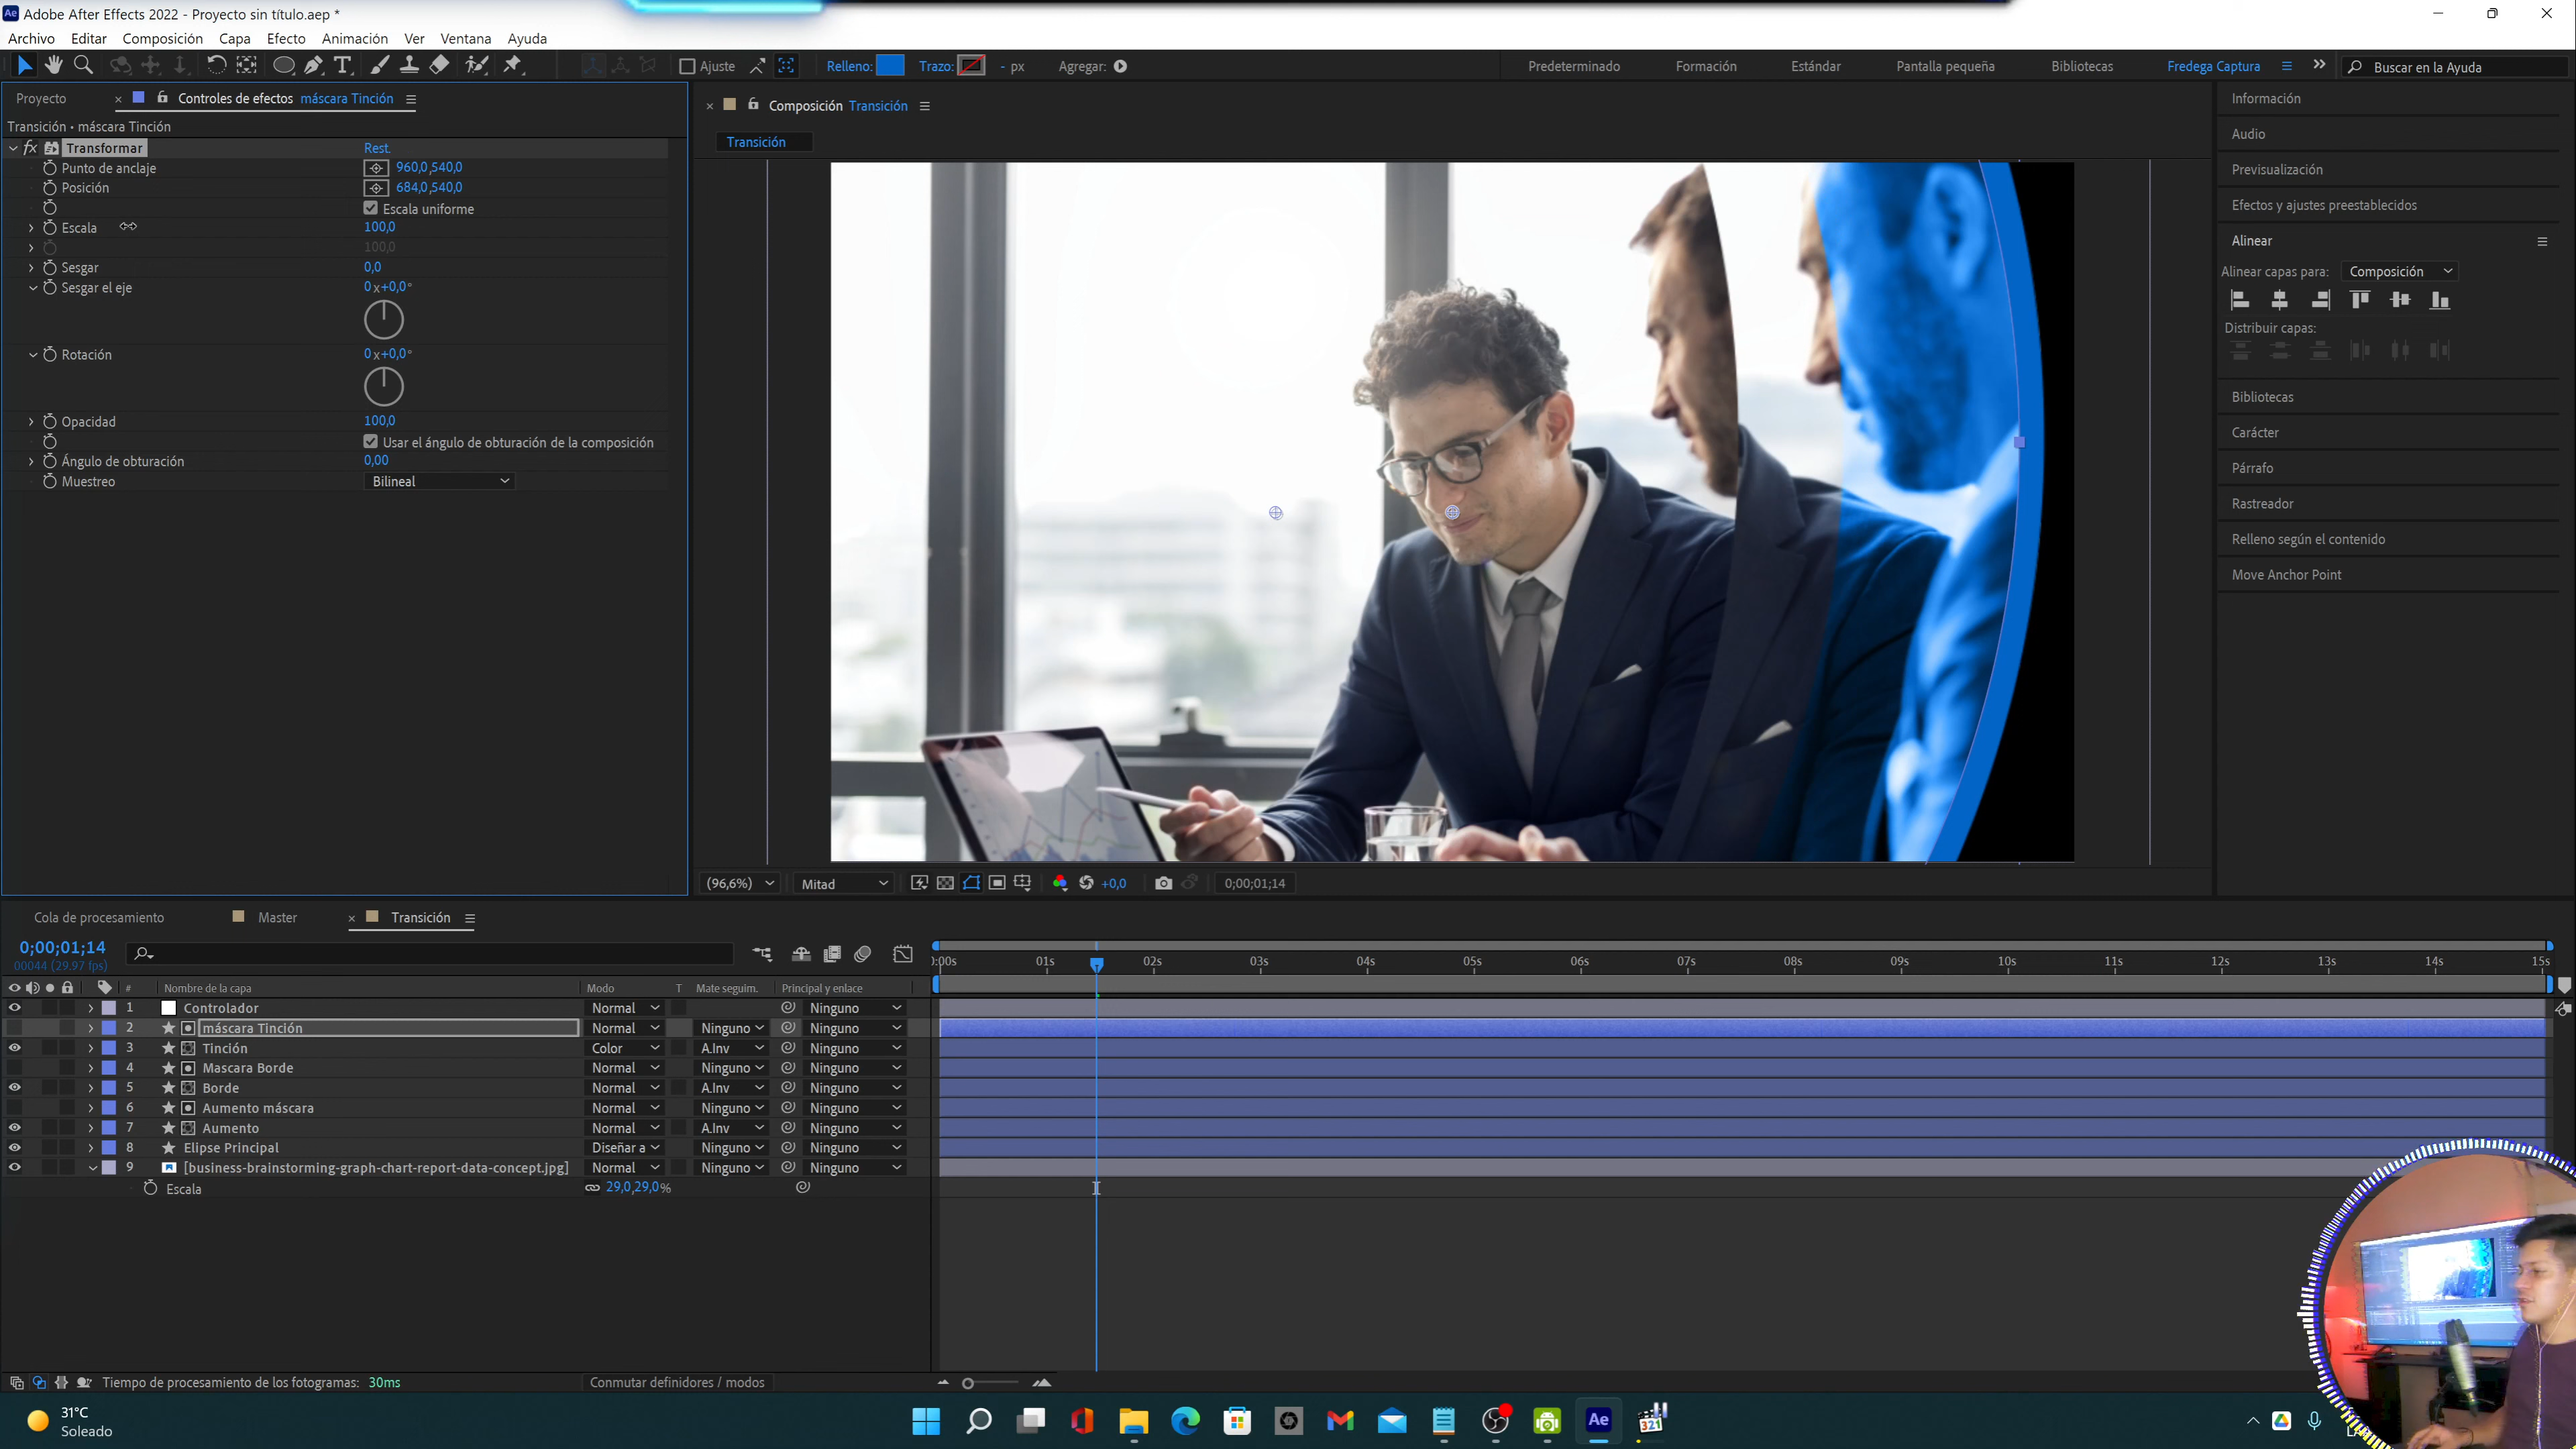 Adobe After Effects 2022 - Proyecto sin título.aep *
Archivo Editar Composición Capa Efecto Animación Ver Ventana Ayuda
Ajuste Relleno: Trazo: - px Agregar: Predeterminado Formación Estándar Pantalla pequeña Bibliotecas Fredega Captura Buscar en la Ayuda
Proyecto Controles de efectos máscara Tinción
Transición • máscara Tinción
fx Transformar Rest.
Punto de anclaje 960,0,540,0
Posición 684,0,540,0
Escala uniforme
Escala 100,0
100,0
Sesgar 0,0
Sesgar el eje 0x+0,0°
Rotación 0x+0,0°
Opacidad 100,0
Usar el ángulo de obturación de la composición
Ángulo de obturación 0,00
Muestreo Bilineal
Composición Transición
Transición
(96,6%) Mitad +0,0 0;00;01;14
Información
Audio
Previsualización
Efectos y ajustes preestablecidos
Alinear
Alinear capas para: Composición
Distribuir capas:
Bibliotecas
Carácter
Párrafo
Rastreador
Relleno según el contenido
Move Anchor Point
Cola de procesamiento Master Transición
0;00;01;14
00044 (29.97 fps)
):00s 01s 02s 03s 04s 05s 06s 07s 08s 09s 10s 11s 12s 13s 14s 15s
# Nombre de la capa Modo T Mate seguim. Principal y enlace
1 Controlador Normal Ninguno
2 máscara Tinción Normal Ninguno Ninguno
3 Tinción Color A.Inv Ninguno
4 Mascara Borde Normal Ninguno Ninguno
5 Borde Normal A.Inv Ninguno
6 Aumento máscara Normal Ninguno Ninguno
7 Aumento Normal A.Inv Ninguno
8 Elipse Principal Diseñar a Ninguno Ninguno
9 [business-brainstorming-graph-chart-report-data-concept.jpg] Normal Ninguno Ninguno
Escala 29,0,29,0%
Tiempo de procesamiento de los fotogramas: 30ms Conmutar definidores / modos
31°C
Soleado
Ae
321